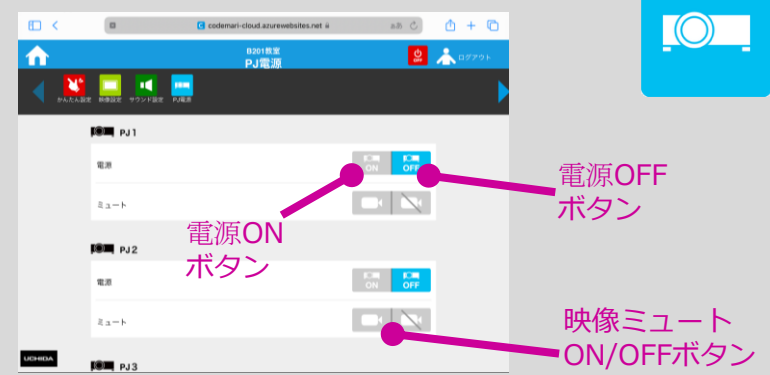 codemari-cloud.azurewebsites.net
ああ
B201教室
PJ電源
OFF
ログアウト
かんたん設定
映像設定
サウンド設定
PJ電源
PJ1
電源
ON
OFF
ミュート
電源ON
ボタン
電源OFF
ボタン
PJ2
電源
ON
OFF
ミュート
映像ミュート
ON/OFFボタン
UCHIDA
PJ3